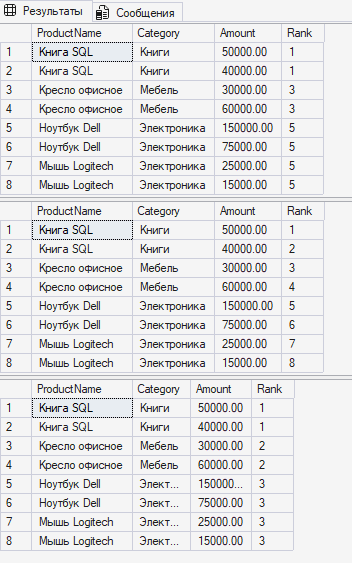 Результаты Сообщения
ProductName Category Amount Rank
1 Книга SQL Книги 50000.00 1
2 Книга SQL Книги 40000.00 1
3 Кресло офисное Мебель 30000.00 3
4 Кресло офисное Мебель 60000.00 3
5 Ноутбук Dell Электроника 150000.00 5
6 Ноутбук Dell Электроника 75000.00 5
7 Мышь Logitech Электроника 25000.00 5
8 Мышь Logitech Электроника 15000.00 5
ProductName Category Amount Rank
1 Книга SQL Книги 50000.00 1
2 Книга SQL Книги 40000.00 2
3 Кресло офисное Мебель 30000.00 3
4 Кресло офисное Мебель 60000.00 4
5 Ноутбук Dell Электроника 150000.00 5
6 Ноутбук Dell Электроника 75000.00 6
7 Мышь Logitech Электроника 25000.00 7
8 Мышь Logitech Электроника 15000.00 8
ProductName Category Amount Rank
1 Книга SQL Книги 50000.00 1
2 Книга SQL Книги 40000.00 1
3 Кресло офисное Мебель 30000.00 2
4 Кресло офисное Мебель 60000.00 2
5 Ноутбук Dell Элект... 150000... 3
6 Ноутбук Dell Элект... 75000.00 3
7 Мышь Logitech Элект... 25000.00 3
8 Мышь Logitech Элект... 15000.00 3